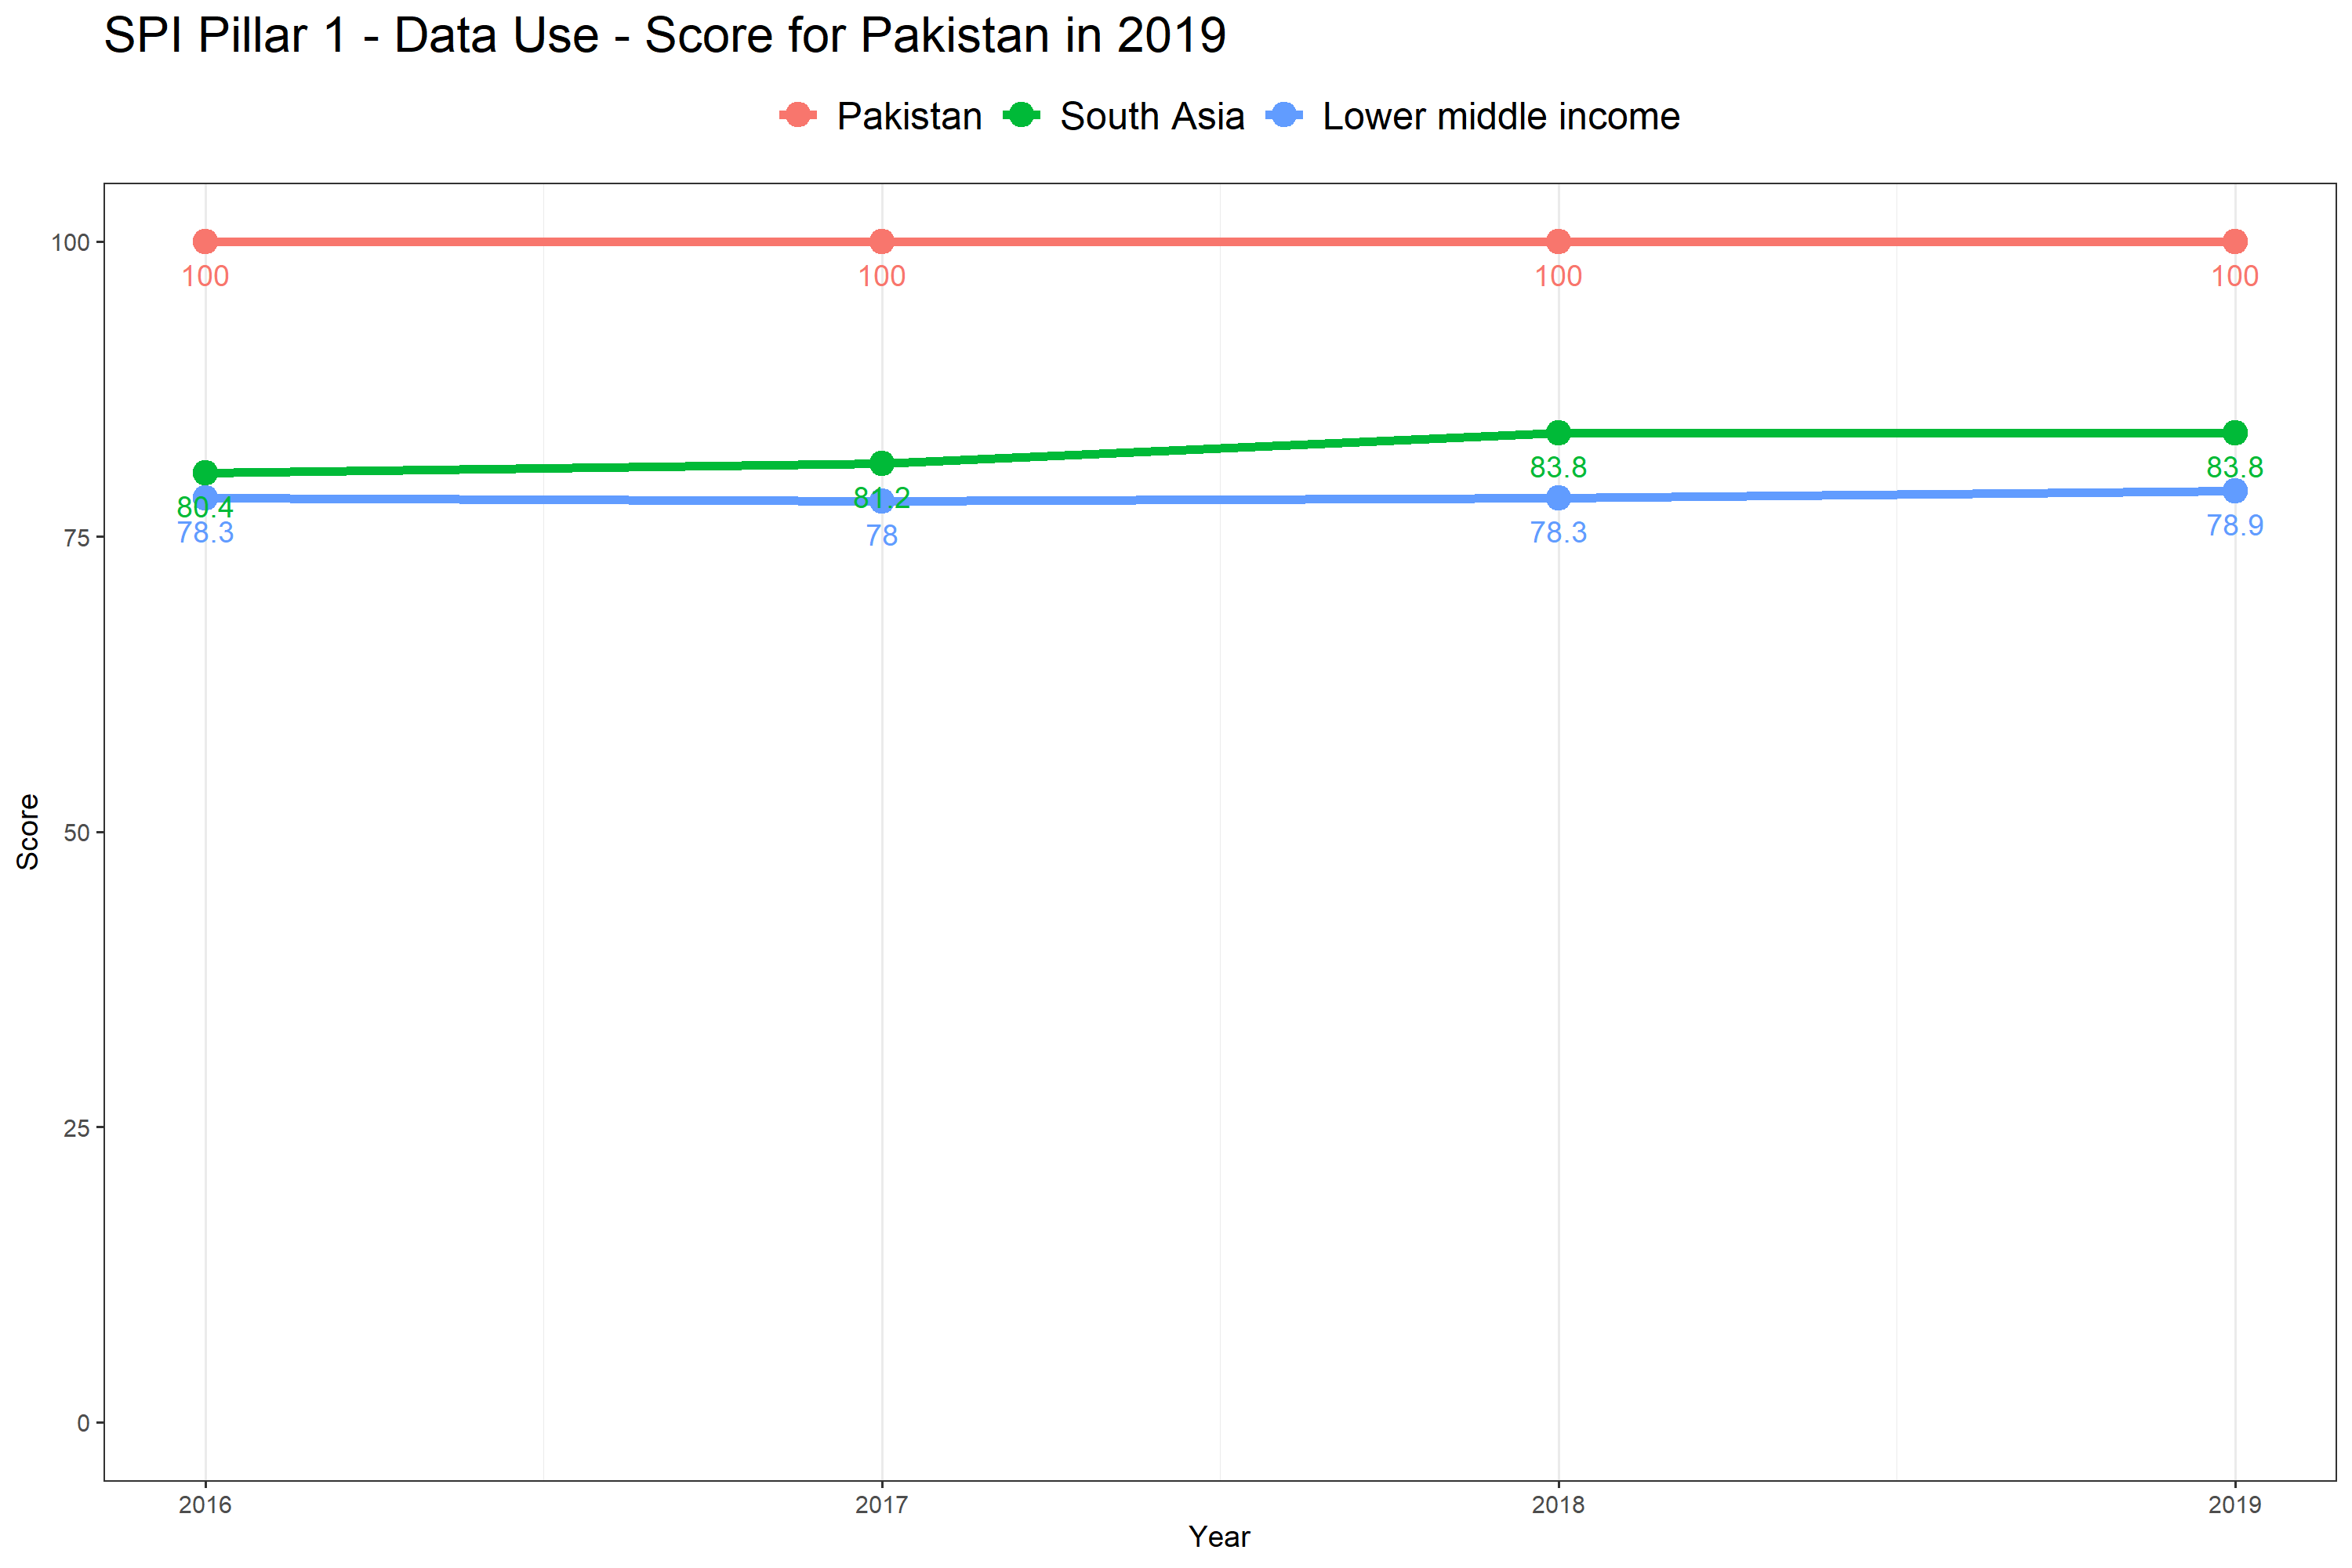 SPI Pillar 1 - Data Use - Score for Pakistan in 2019
Pakistan South Asia Lower middle income
100
75
50
25
0
Score
100 100 100 100
80.4 81.2 83.8 83.8
78.3 78 78.3 78.9
2016 2017 2018 2019
Year